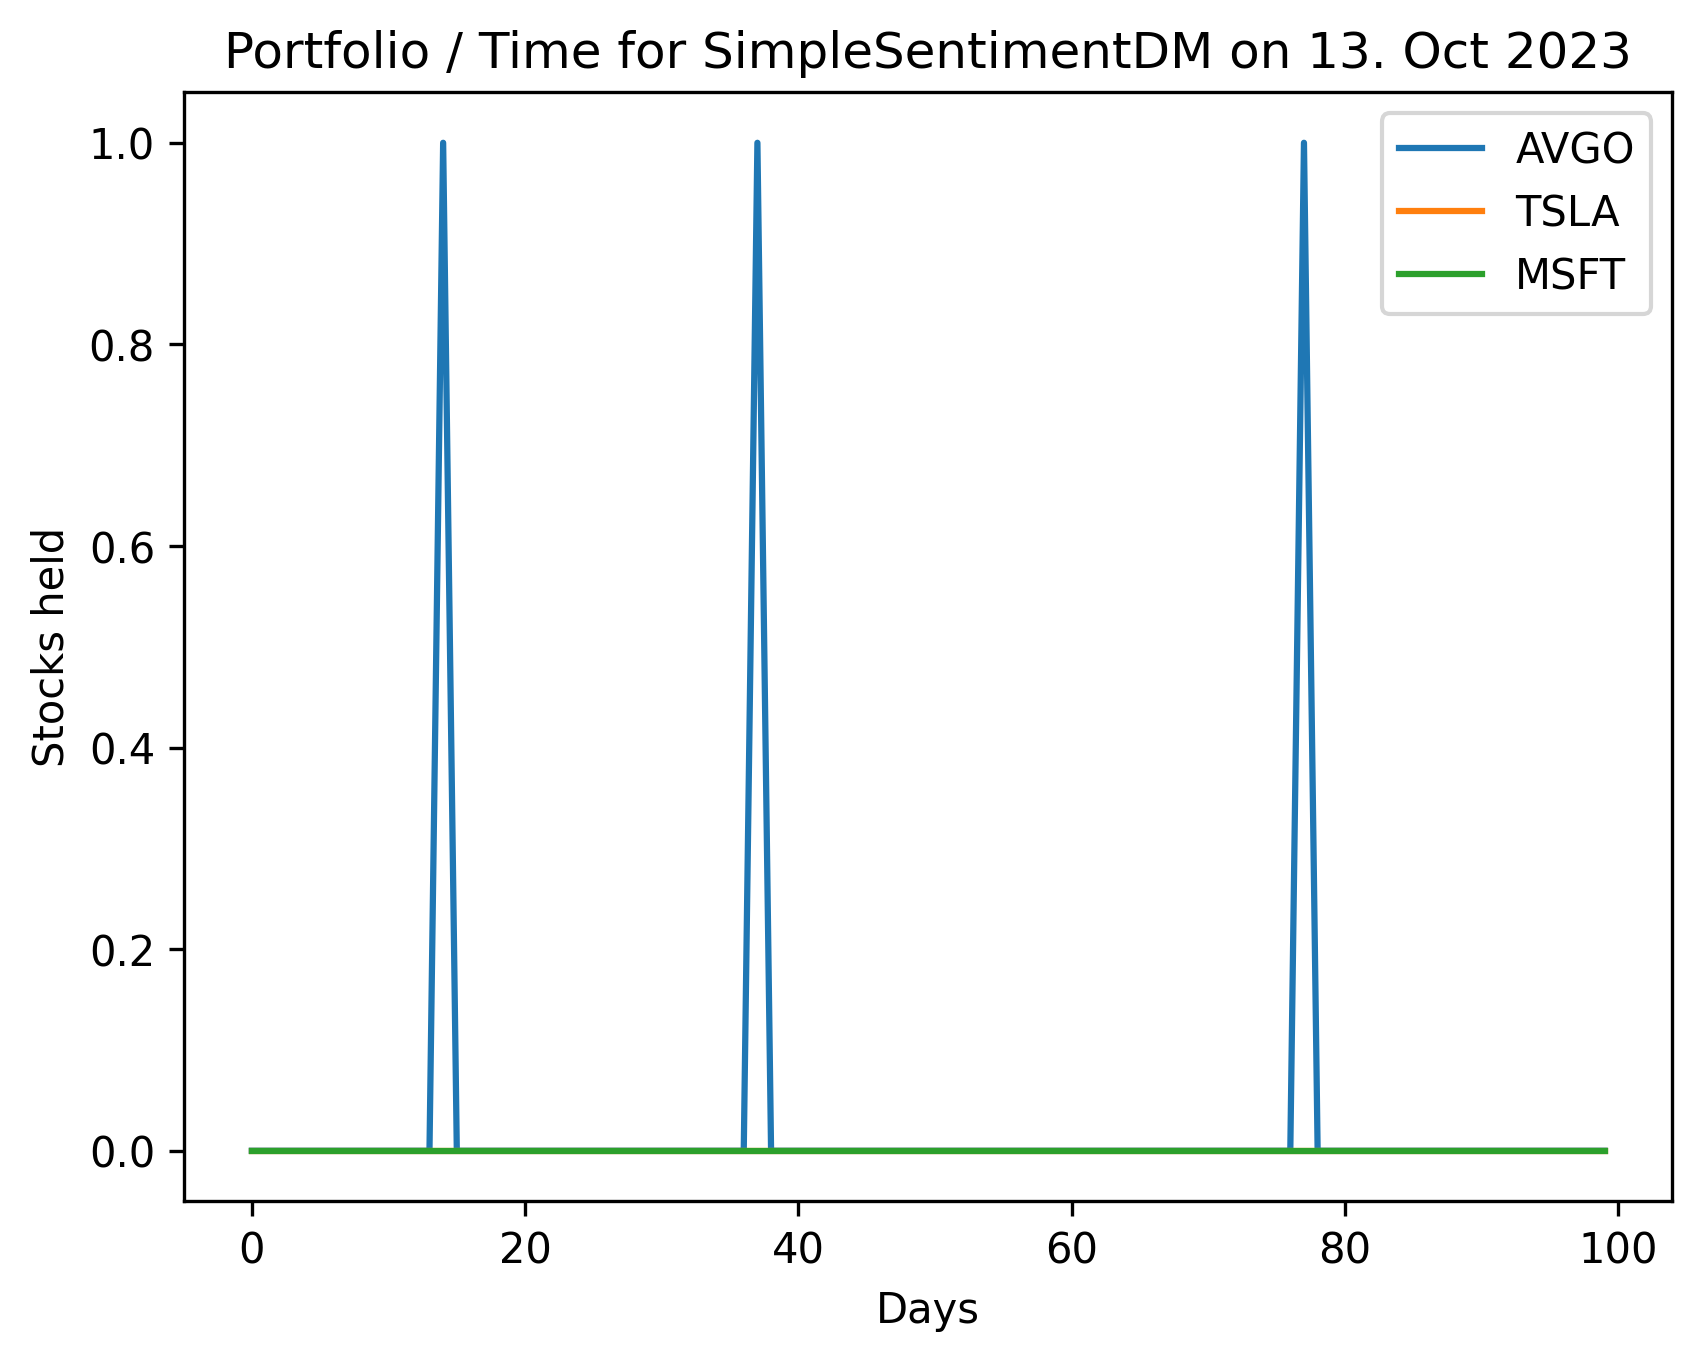 Portfolio / Time for SimpleSentimentDM on 13. Oct 2023
AVGO
TSLA
MSFT
Stocks held
1.0
0.8
0.6
0.4
0.2
0.0
0 20 40 60 80 100
Days